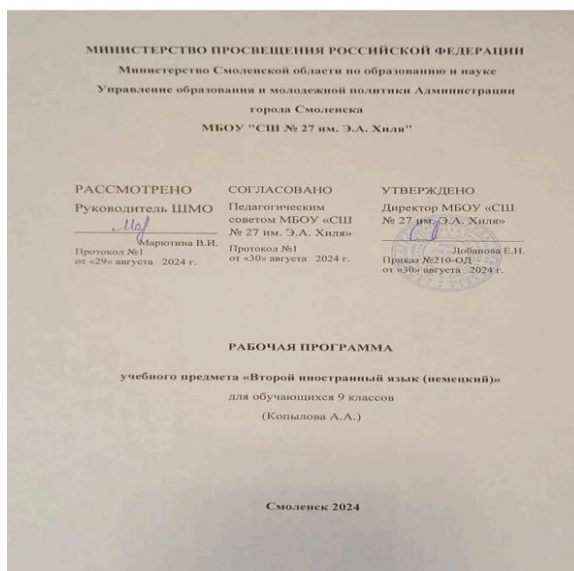 МИНИСТЕРСТВО ПРОСВЕЩЕНИЯ РОССИЙСКОЙ ФЕДЕРАЦИИ
Министерство Смоленской области по образованию и науке
Управление образования и молодежной политики Администрации
города Смоленска
МБОУ "СШ № 27 им. Э.А. Хиля"
РАССМОТРЕНО
Руководитель ШМО
Марютина В.И.
Протокол №1
от «29» августа 2024 г.
СОГЛАСОВАНО
Педагогическим
советом МБОУ «СШ
№ 27 им. Э.А. Хиля»
Протокол №1
от «30» августа 2024 г.
УТВЕРЖДЕНО
Директор МБОУ «СШ
№ 27 им. Э.А. Хиля»
Лобанова Е.Н.
Приказ №210-ОД
от «30» августа 2024 г.
РАБОЧАЯ ПРОГРАММА
учебного предмета «Второй иностранный язык (немецкий)»
для обучающихся 9 классов
(Копылова А.А.)
Смоленск 2024